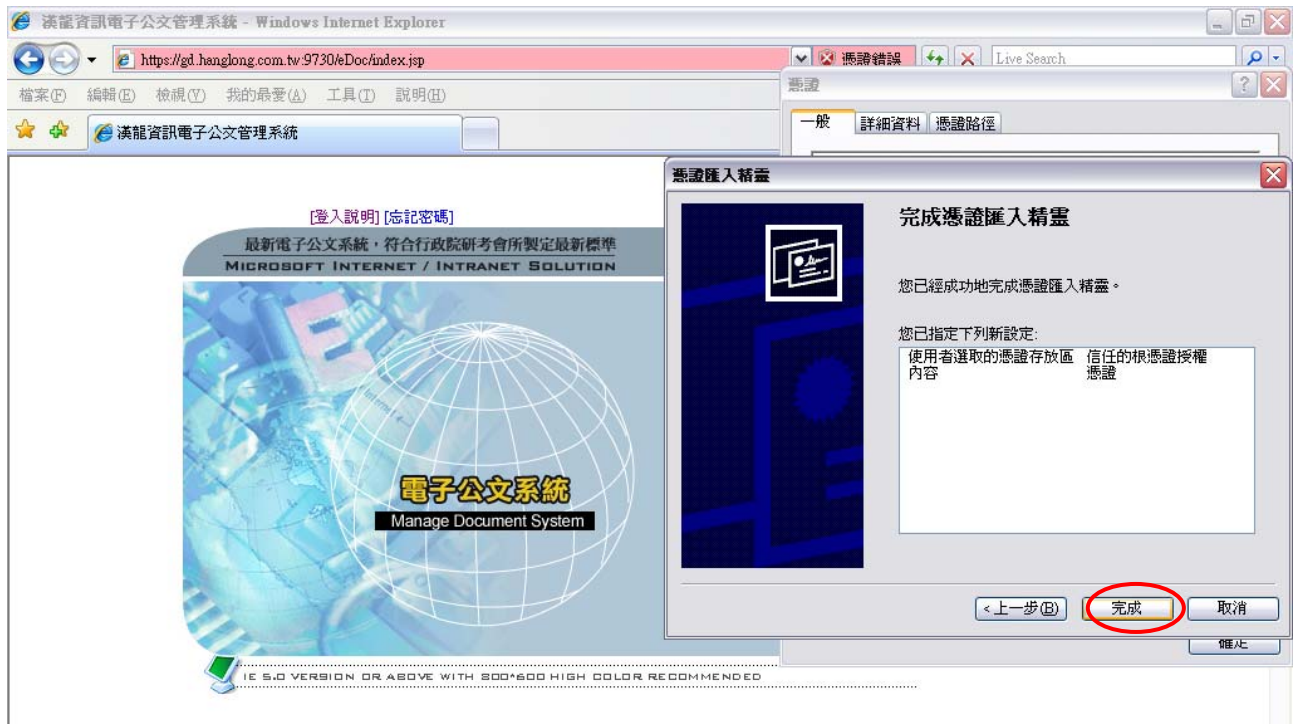 漢龍資訊電子公文管理系統 - Windows Internet Explorer
https://gd.hanglong.com.tw:9730/eDoc/index.jsp
憑證錯誤
Live Search
檔案(F) 編輯(E) 檢視(V) 我的最愛(A) 工具(T) 說明(H)
漢龍資訊電子公文管理系統
憑證
一般 詳細資料 憑證路徑
[登入說明] [忘記密碼]
最新電子公文系統,符合行政院研考會所製定最新標準
MICROSOFT INTERNET / INTRANET SOLUTION
電子公文系統
Manage Document System
IE 5.0 VERSION OR ABOVE WITH 800*600 HIGH COLOR RECOMMENDED
憑證匯入精靈
完成憑證匯入精靈
您已經成功地完成憑證匯入精靈。
您已指定下列新設定:
使用者選取的憑證存放區 信任的根憑證授權
內容 憑證
<上一步(B) 完成 取消
確定